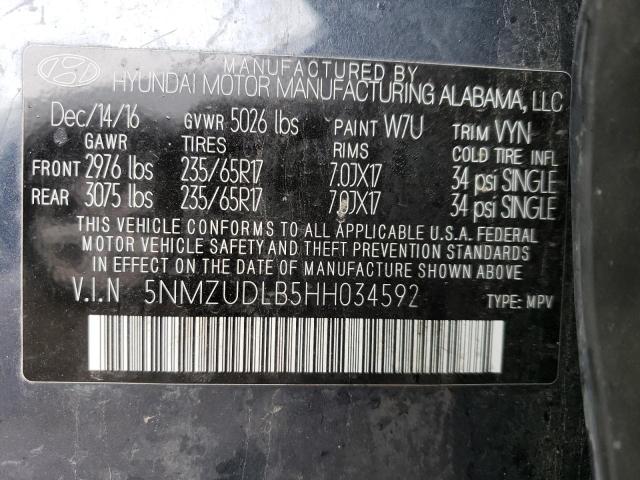 MANUFACTURED BY
HYUNDAI MOTOR MANUFACTURING ALABAMA, LLC
Dec/14/16 GVWR 5026 lbs PAINT W7U TRIM VYN
GAWR TIRES RIMS COLD TIRE INFL
FRONT 2976 lbs 235/65R17 7.0JX17 34 psi SINGLE
REAR 3075 lbs 235/65R17 7.0JX17 34 psi SINGLE
THIS VEHICLE CONFORMS TO ALL APPLICABLE U.S.A. FEDERAL
MOTOR VEHICLE SAFETY AND THEFT PREVENTION STANDARDS
IN EFFECT ON THE DATE OF MANUFACTURE SHOWN ABOVE.
V.I.N 5NMZUDLB5HH034592 TYPE: MPV